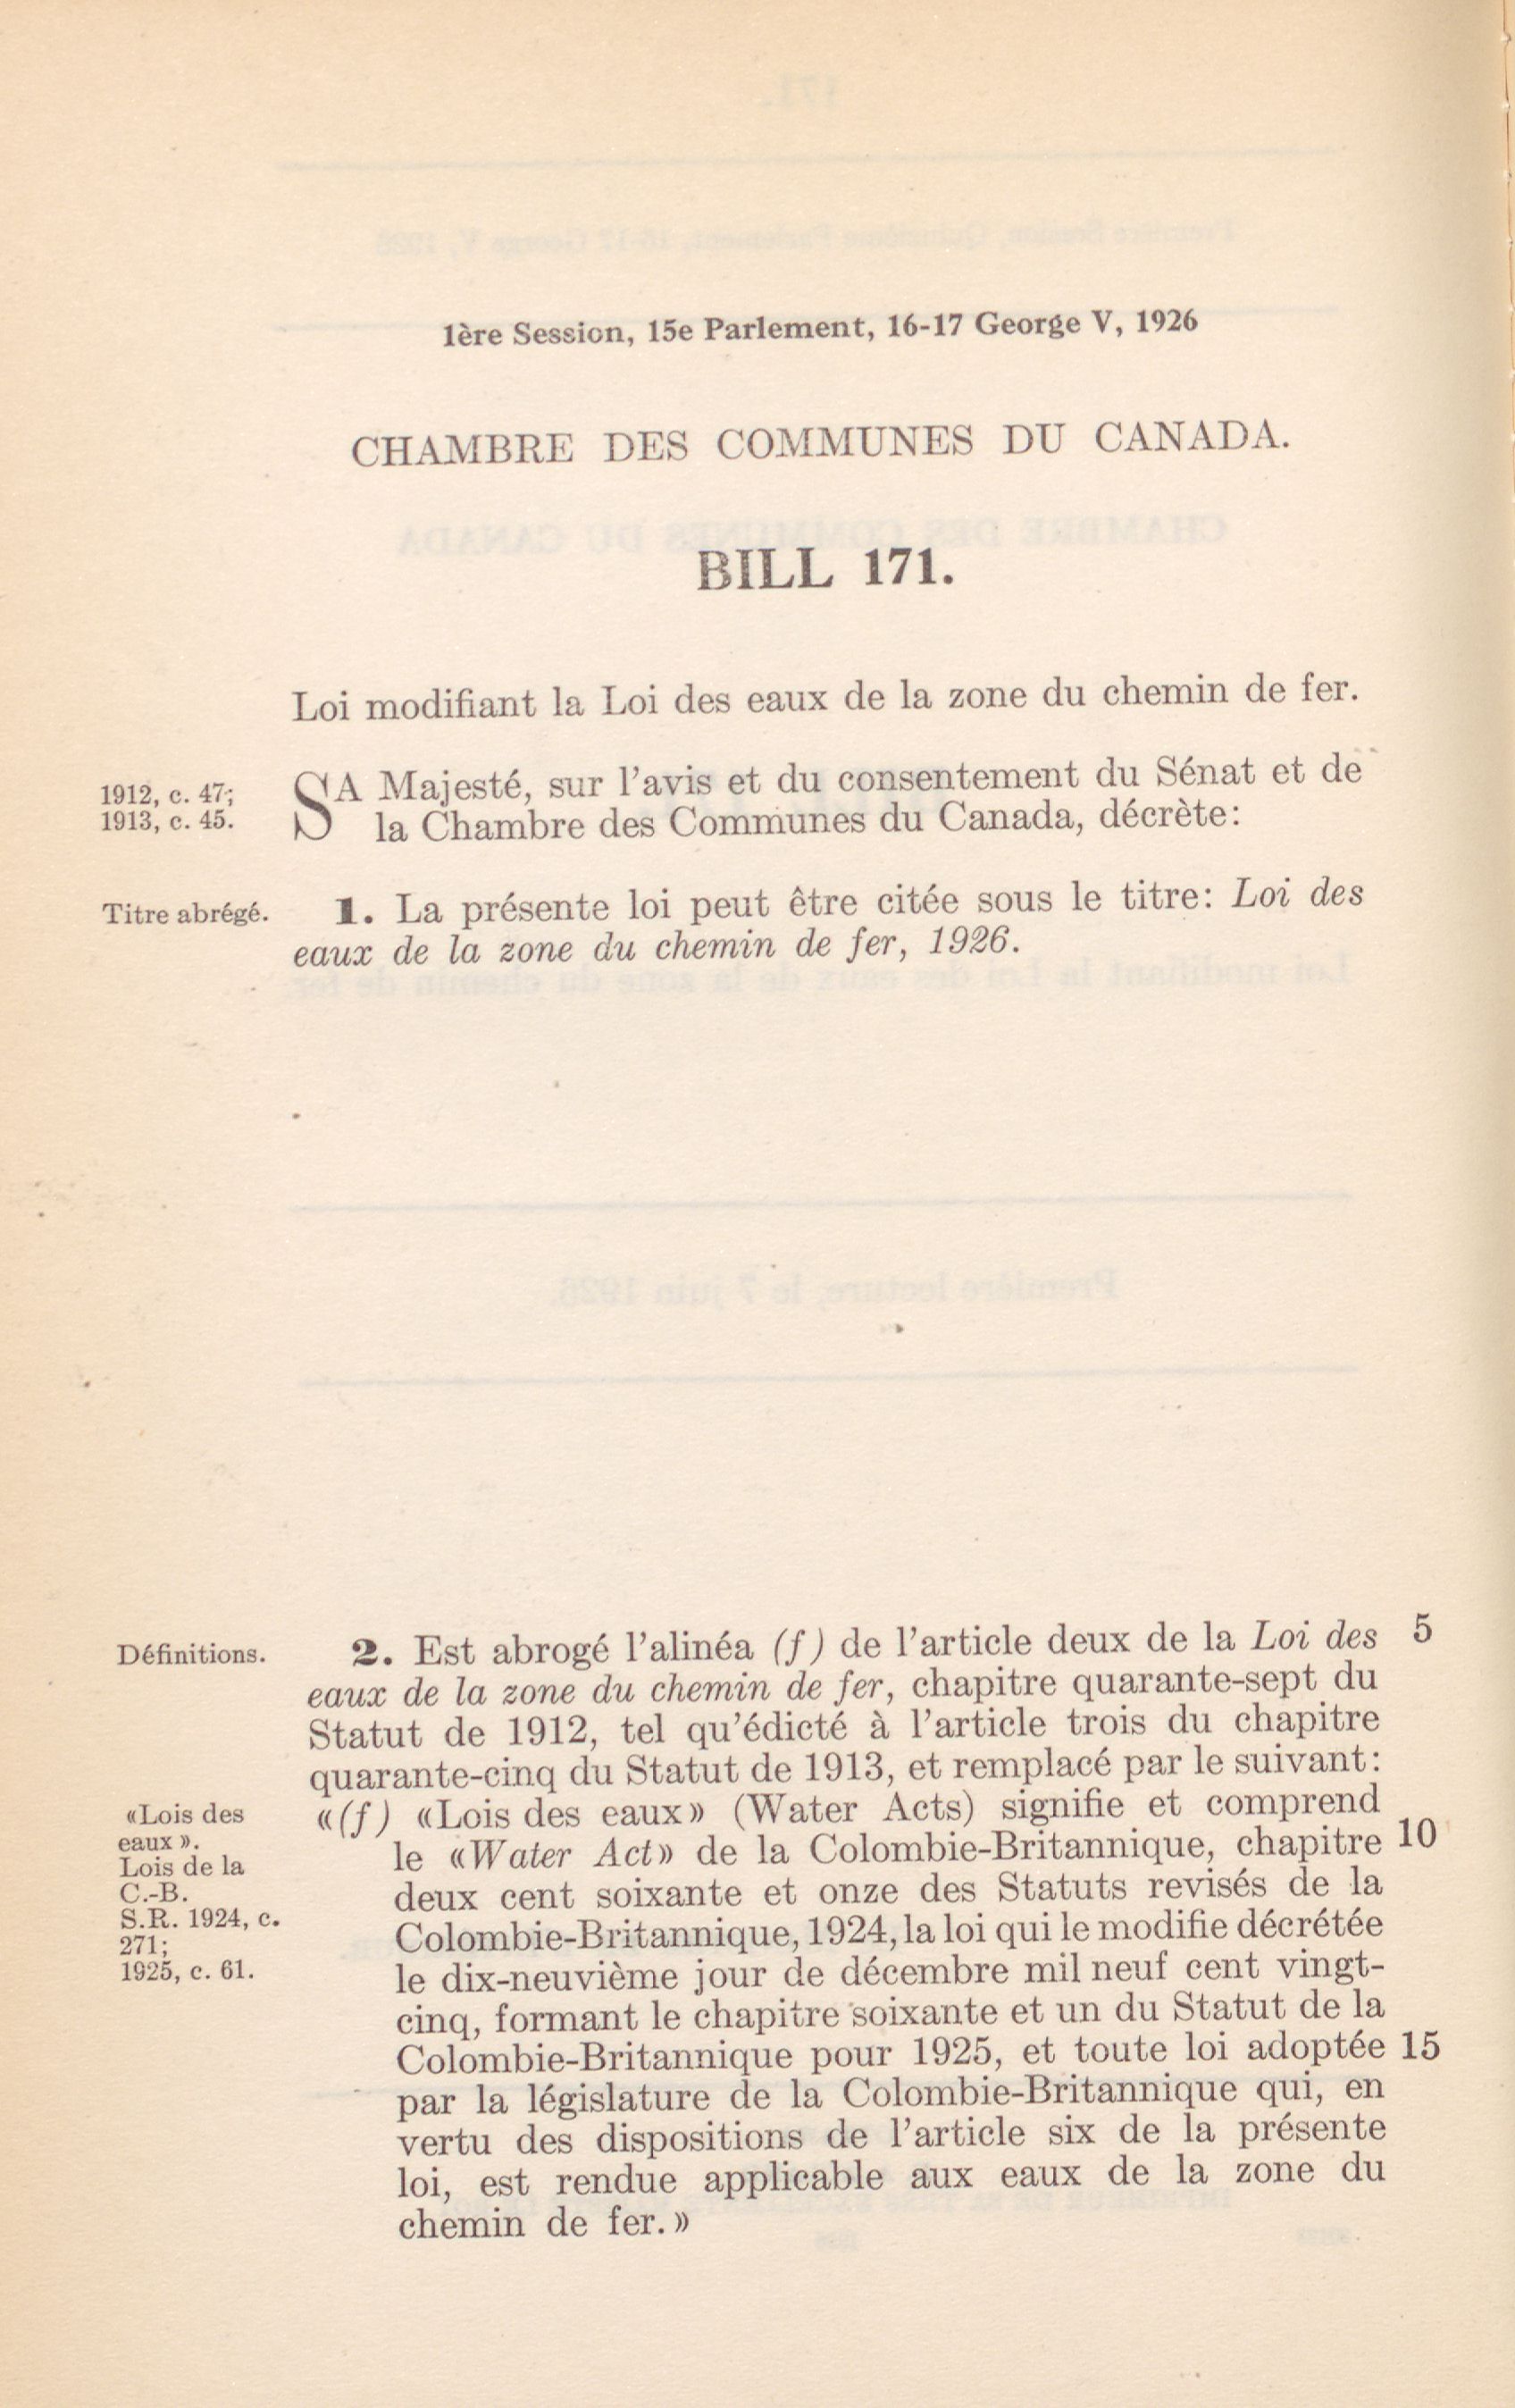 1ère Session, 15e Parlement, 16-17 George V, 1926
CHAMBRE DES COMMUNES DU CANADA.
BILL 171.
Loi modifiant la Loi des eaux de la zone du chemin de fer.
1912, c. 47;
1913, c. 45.
SA Majesté, sur l'avis et du consentement du Sénat et de
la Chambre des Communes du Canada, décrète:
Titre abrégé.
1. La présente loi peut être citée sous le titre: Loi des
eaux de la zone du chemin de fer, 1926.
Définitions.
2. Est abrogé l'alinéa (f) de l'article deux de la Loi des 5
eaux de la zone du chemin de fer, chapitre quarante-sept du
Statut de 1912, tel qu'édicté à l'article trois du chapitre
quarante-cinq du Statut de 1913, et remplacé par le suivant:
«Lois des
eaux».
Lois de la
C.-B.
S.R. 1924, c.
271;
1925, c. 61.
«(f) «Lois des eaux» (Water Acts) signifie et comprend
le «Water Act» de la Colombie-Britannique, chapitre 10
deux cent soixante et onze des Statuts revisés de la
Colombie-Britannique, 1924, la loi qui le modifie décrétée
le dix-neuvième jour de décembre mil neuf cent vingt-
cinq, formant le chapitre soixante et un du Statut de la
Colombie-Britannique pour 1925, et toute loi adoptée 15
par la législature de la Colombie-Britannique qui, en
vertu des dispositions de l'article six de la présente
loi, est rendue applicable aux eaux de la zone du
chemin de fer.»